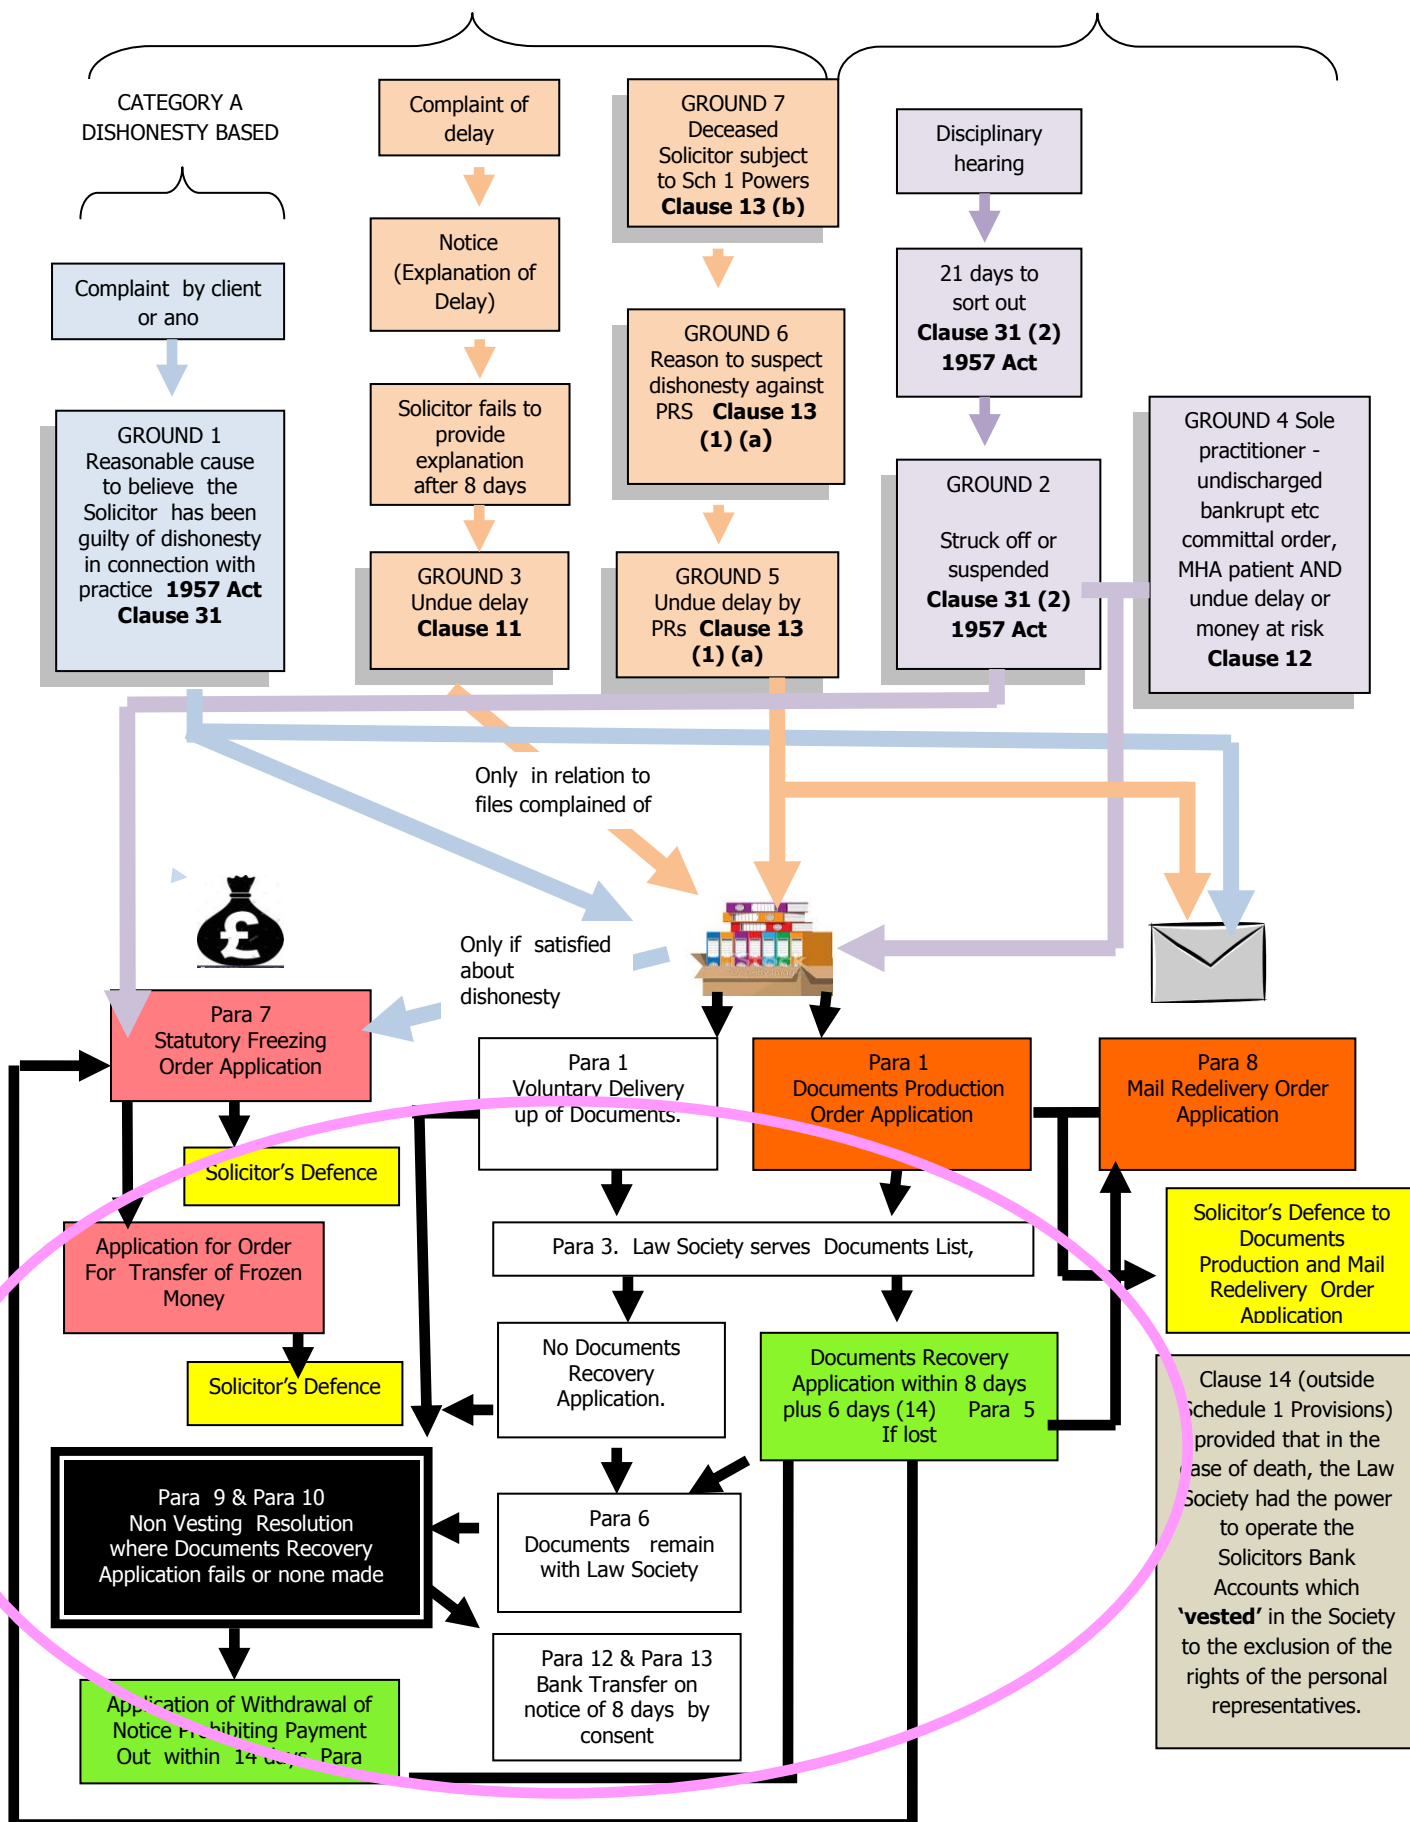 CATEGORY A
DISHONESTY BASED
Complaint of
delay
GROUND 7
Deceased
Solicitor subject
to Sch 1 Powers
Clause 13 (b)
Disciplinary
hearing
Complaint by client
or ano
Notice
(Explanation of
Delay)
GROUND 6
Reason to suspect
dishonesty against
PRS Clause 13
(1) (a)
21 days to
sort out
Clause 31 (2)
1957 Act
GROUND 1
Reasonable cause
to believe the
Solicitor has been
guilty of dishonesty
in connection with
practice 1957 Act
Clause 31
Solicitor fails to
provide
explanation
after 8 days
GROUND 2
Struck off or
suspended
Clause 31 (2)
1957 Act
GROUND 4 Sole
practitioner -
undischarged
bankrupt etc
committal order,
MHA patient AND
undue delay or
money at risk
Clause 12
GROUND 3
Undue delay
Clause 11
GROUND 5
Undue delay by
PRs Clause 13
(1) (a)
Only in relation to
files complained of
£
Only if satisfied
about
dishonesty
Para 7
Statutory Freezing
Order Application
Para 1
Voluntary Delivery
up of Documents.
Para 1
Documents Production
Order Application
Para 8
Mail Redelivery Order
Application
Solicitor's Defence
Application for Order
For Transfer of Frozen
Money
Para 3. Law Society serves Documents List,
Solicitor's Defence to
Documents
Production and Mail
Redelivery Order
Application
Solicitor's Defence
No Documents
Recovery
Application.
Documents Recovery
Application within 8 days
plus 6 days (14) Para 5
If lost
Clause 14 (outside
Schedule 1 Provisions)
provided that in the
case of death, the Law
Society had the power
to operate the
Solicitors Bank
Accounts which
‘vested’ in the Society
to the exclusion of the
rights of the personal
representatives.
Para 9 & Para 10
Non Vesting Resolution
where Documents Recovery
Application fails or none made
Para 6
Documents remain
with Law Society
Para 12 & Para 13
Bank Transfer on
notice of 8 days by
consent
Application of Withdrawal of
Notice Prohibiting Payment
Out within 14 days Para